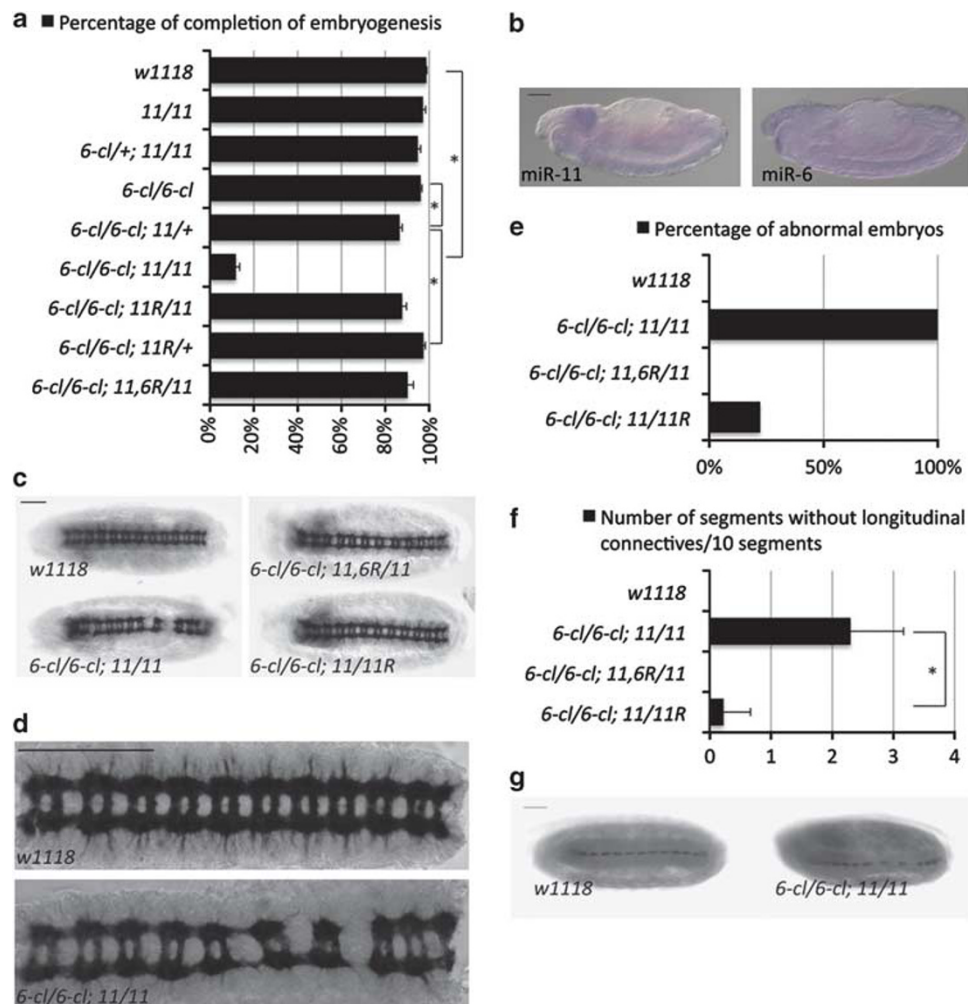 a
Percentage of completion of embryogenesis
w1118
11/11
6-cl/+; 11/11
6-cl/6-cl
6-cl/6-cl; 11/+
6-cl/6-cl; 11/11
6-cl/6-cl; 11R/11
6-cl/6-cl; 11R/+
6-cl/6-cl; 11,6R/11
0% 20% 40% 60% 80% 100%
*
*
*
b
miR-11
miR-6
e
Percentage of abnormal embryos
w1118
6-cl/6-cl; 11/11
6-cl/6-cl; 11,6R/11
6-cl/6-cl; 11/11R
0% 50% 100%
c
w1118
6-cl/6-cl; 11,6R/11
6-cl/6-cl; 11/11
6-cl/6-cl; 11/11R
f
Number of segments without longitudinal
connectives/10 segments
w1118
6-cl/6-cl; 11/11
6-cl/6-cl; 11,6R/11
6-cl/6-cl; 11/11R
*
0 1 2 3 4
d
w1118
6-cl/6-cl; 11/11
g
w1118
6-cl/6-cl; 11/11